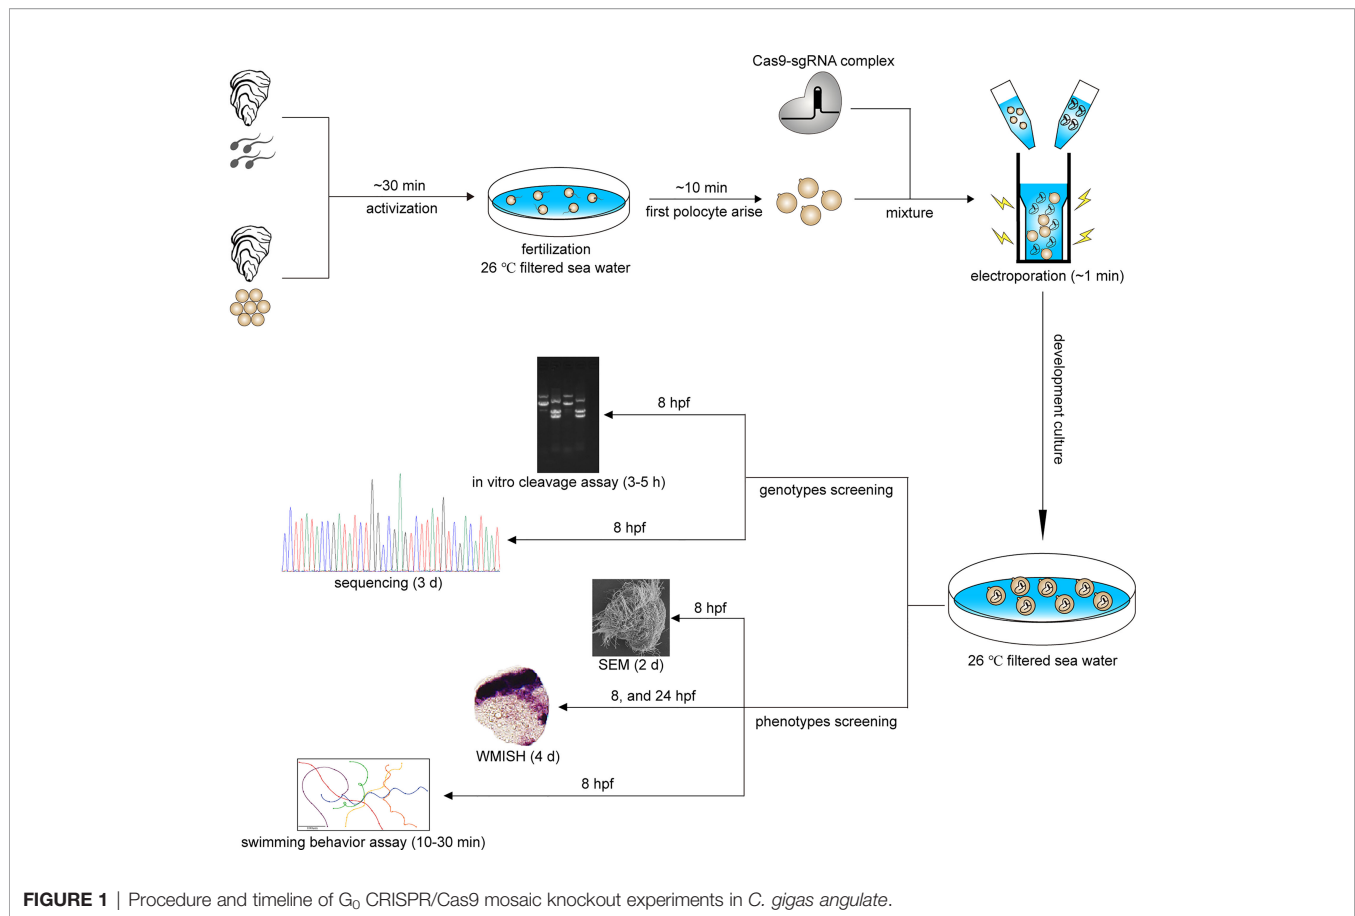 Cas9-sgRNA complex
~30 min
activization
fertilization
26 ℃ filtered sea water
~10 min
first polocyte arise
mixture
electroporation (~1 min)
development culture
26 ℃ filtered sea water
genotypes screening
8 hpf
in vitro cleavage assay (3-5 h)
8 hpf
sequencing (3 d)
phenotypes screening
8 hpf
SEM (2 d)
8, and 24 hpf
WMISH (4 d)
8 hpf
swimming behavior assay (10-30 min)
FIGURE 1 | Procedure and timeline of G₀ CRISPR/Cas9 mosaic knockout experiments in C. gigas angulate.